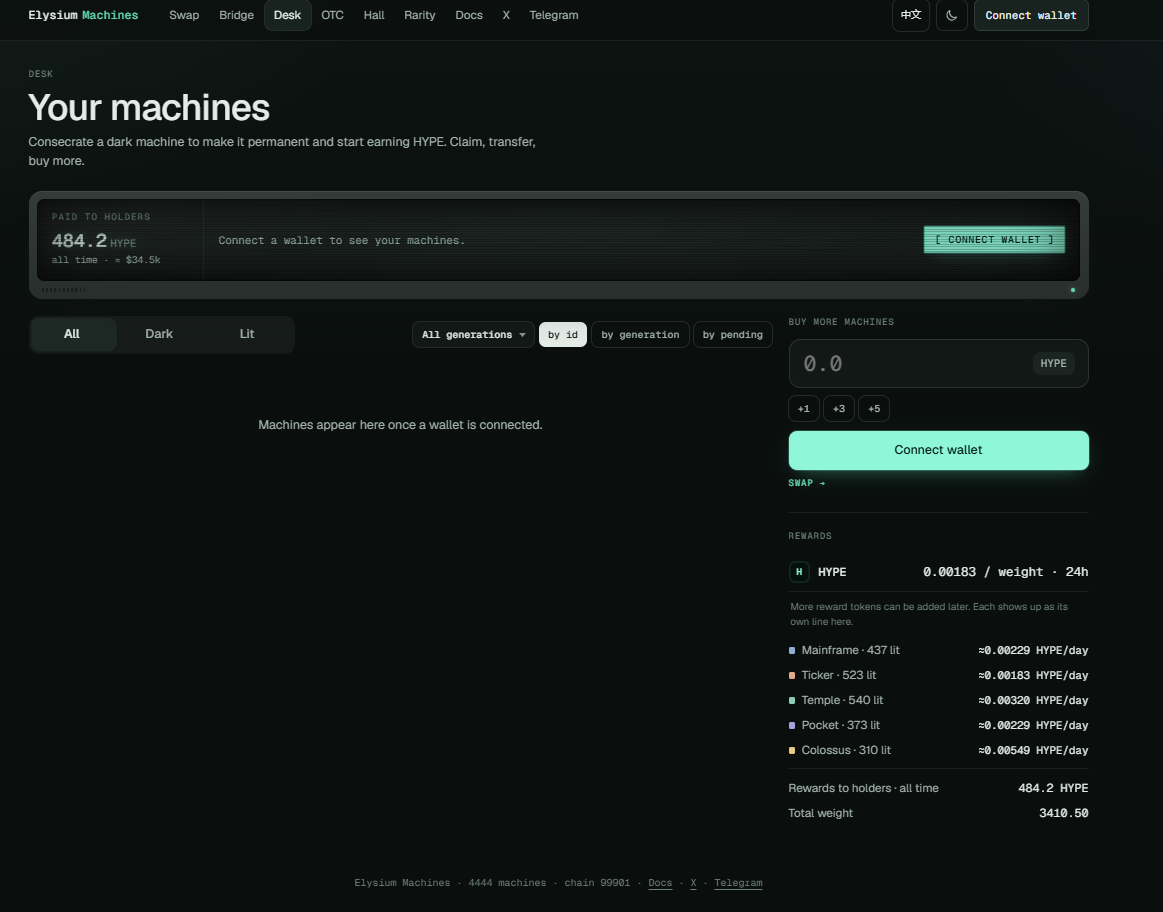 Elysium Machines Swap Bridge Desk OTC Hall Rarity Docs X Telegram 中文 Connect wallet
DESK
Your machines
Consecrate a dark machine to make it permanent and start earning HYPE. Claim, transfer,
buy more.
PAID TO HOLDERS
484.2 HYPE
all time · ≈ $34.5k
Connect a wallet to see your machines.
[ CONNECT WALLET ]
All Dark Lit
All generations by id by generation by pending
Machines appear here once a wallet is connected.
BUY MORE MACHINES
0.0 HYPE
+1 +3 +5
Connect wallet
SWAP →
REWARDS
H HYPE 0.00183 / weight · 24h
More reward tokens can be added later. Each shows up as its
own line here.
Mainframe · 437 lit ≈0.00229 HYPE/day
Ticker · 523 lit ≈0.00183 HYPE/day
Temple · 540 lit ≈0.00320 HYPE/day
Pocket · 373 lit ≈0.00229 HYPE/day
Colossus · 310 lit ≈0.00549 HYPE/day
Rewards to holders · all time 484.2 HYPE
Total weight 3410.50
Elysium Machines · 4444 machines · chain 99901 · Docs · X · Telegram